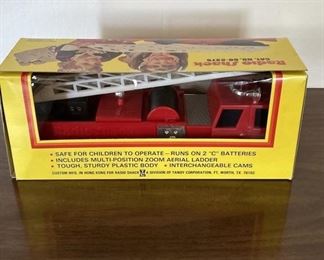 Radio Shack
CAT. NO. 60-2375
• SAFE FOR CHILDREN TO OPERATE – RUNS ON 2 "C" BATTERIES
• INCLUDES MULTI-POSITION ZOOM AERIAL LADDER
• TOUGH, STURDY PLASTIC BODY • INTERCHANGEABLE CAMS
CUSTOM MFG. IN HONG KONG FOR RADIO SHACK A DIVISION OF TANDY CORPORATION, FT. WORTH, TX 76102